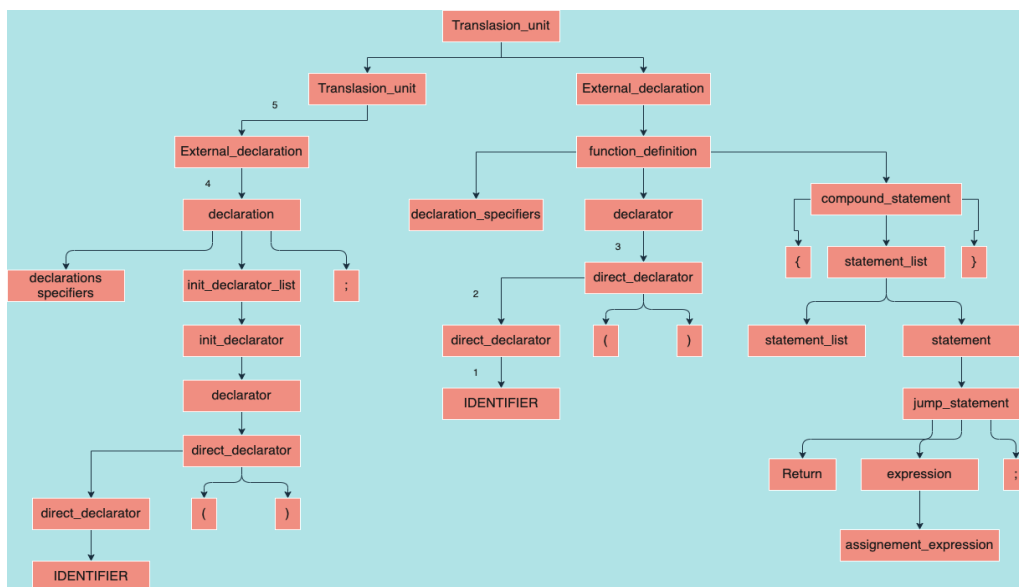 Translasion_unit
Translasion_unit
External_declaration
5
External_declaration
function_definition
4
declaration
declaration_specifiers
declarator
compound_statement
3
declarations
specifiers
init_declarator_list
;
direct_declarator
{
statement_list
}
2
init_declarator
direct_declarator
(
)
statement_list
statement
1
declarator
IDENTIFIER
jump_statement
direct_declarator
Return
expression
;
direct_declarator
(
)
assignement_expression
IDENTIFIER